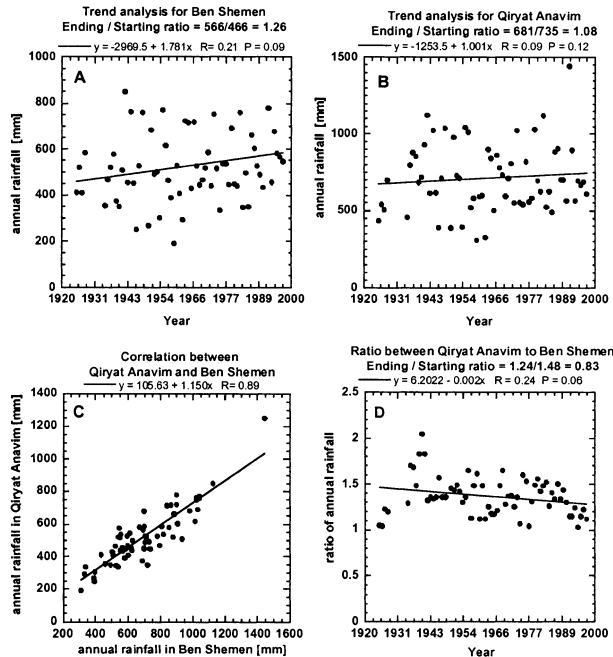 Trend analysis for Ben Shemen
Ending / Starting ratio = 566/466 = 1.26
y = -2969.5 + 1.781x R= 0.21 P = 0.09
A
annual rainfall [mm]
1000
800
600
400
200
0
1920 1931 1943 1954 1966 1977 1989 2000
Year
Trend analysis for Qiryat Anavim
Ending / Starting ratio = 681/735 = 1.08
y = -1253.5 + 1.001x R= 0.09 P = 0.12
B
annual rainfall [mm]
1500
1000
500
0
1920 1931 1943 1954 1966 1977 1989 2000
Year
Correlation between
Qiryat Anavim and Ben Shemen
y = 105.63 + 1.150x R= 0.89
C
annual rainfall in Qiryat Anavim [mm]
1400
1200
1000
800
600
400
200
0
200 400 600 800 1000 1200 1400 1600
annual rainfall in Ben Shemen [mm]
Ratio between Qiryat Anavim to Ben Shemen
Ending / Starting ratio = 1.24/1.48 = 0.83
y = 6.2022 - 0.002x R= 0.24 P = 0.06
D
ratio of annual rainfall
2.5
2
1.5
1
0.5
0
1920 1931 1943 1954 1966 1977 1989 2000
Year